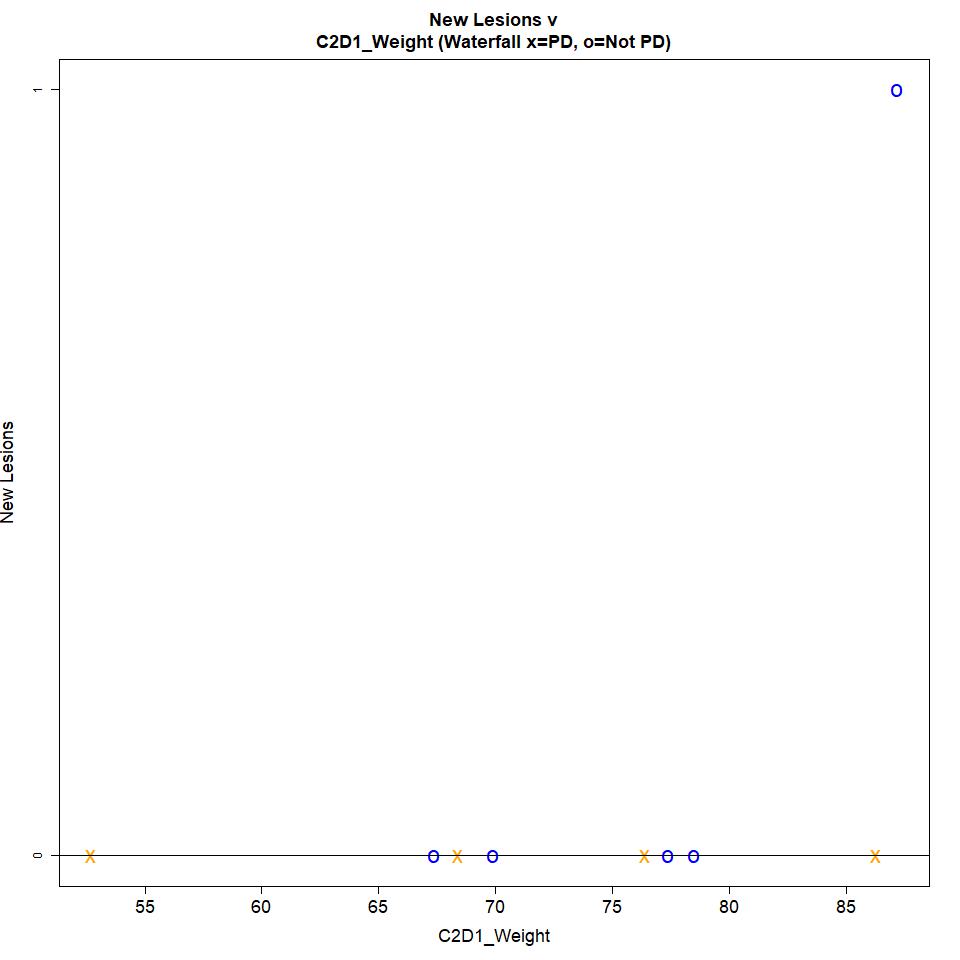 New Lesions v
C2D1_Weight (Waterfall x=PD, o=Not PD)
1
o
New Lesions
0
x o x o x o o x
55 60 65 70 75 80 85
C2D1_Weight